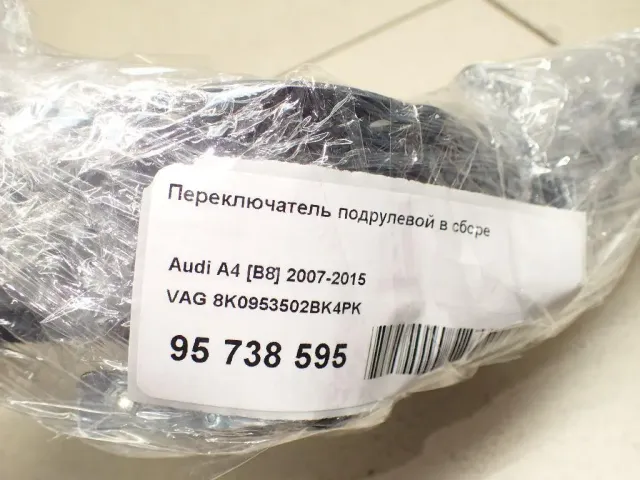 Переключатель подрулевой в сборе
Audi A4 [B8] 2007-2015
VAG 8K0953502BK4PK
95 738 595